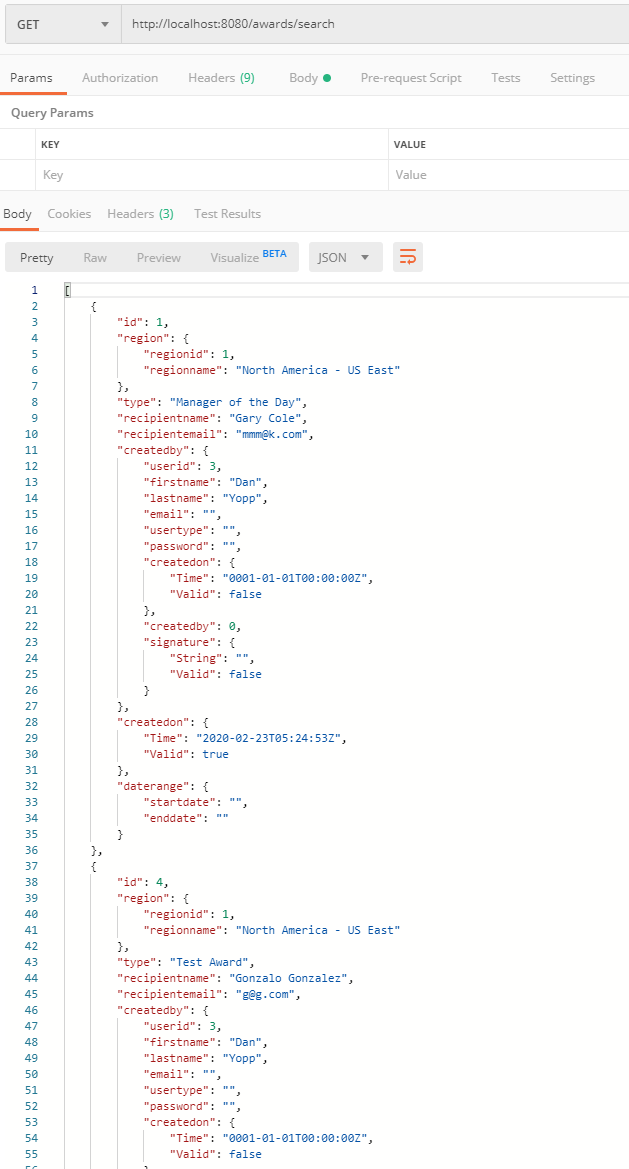 GET http://localhost:8080/awards/search
Params Authorization Headers (9) Body Pre-request Script Tests Settings
Query Params
KEY VALUE
Key Value
Body Cookies Headers (3) Test Results
Pretty Raw Preview Visualize BETA JSON
1 [
2 {
3 "id": 1,
4 "region": {
5 "regionid": 1,
6 "regionname": "North America - US East"
7 },
8 "type": "Manager of the Day",
9 "recipientname": "Gary Cole",
10 "recipientemail": "mmm@k.com",
11 "createdby": {
12 "userid": 3,
13 "firstname": "Dan",
14 "lastname": "Yopp",
15 "email": "",
16 "usertype": "",
17 "password": "",
18 "createdon": {
19 "Time": "0001-01-01T00:00:00Z",
20 "Valid": false
21 },
22 "createdby": 0,
23 "signature": {
24 "String": "",
25 "Valid": false
26 }
27 },
28 "createdon": {
29 "Time": "2020-02-23T05:24:53Z",
30 "Valid": true
31 },
32 "daterange": {
33 "startdate": "",
34 "enddate": ""
35 }
36 },
37 {
38 "id": 4,
39 "region": {
40 "regionid": 1,
41 "regionname": "North America - US East"
42 },
43 "type": "Test Award",
44 "recipientname": "Gonzalo Gonzalez",
45 "recipientemail": "g@g.com",
46 "createdby": {
47 "userid": 3,
48 "firstname": "Dan",
49 "lastname": "Yopp",
50 "email": "",
51 "usertype": "",
52 "password": "",
53 "createdon": {
54 "Time": "0001-01-01T00:00:00Z",
55 "Valid": false